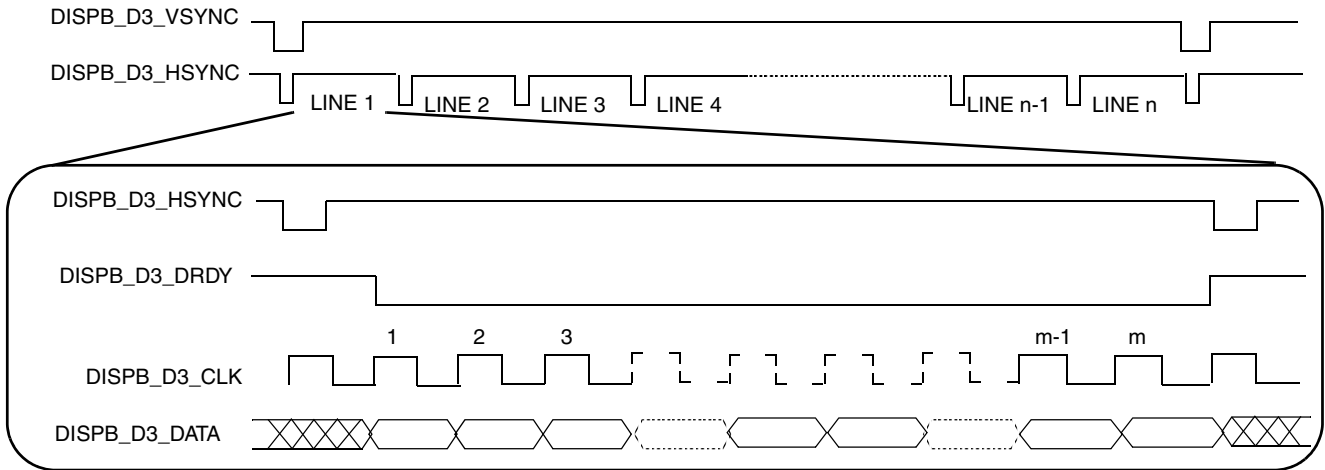 DISPB_D3_VSYNC
DISPB_D3_HSYNC
LINE 1 LINE 2 LINE 3 LINE 4 LINE n-1 LINE n
DISPB_D3_HSYNC
DISPB_D3_DRDY
1 2 3 m-1 m
DISPB_D3_CLK
DISPB_D3_DATA